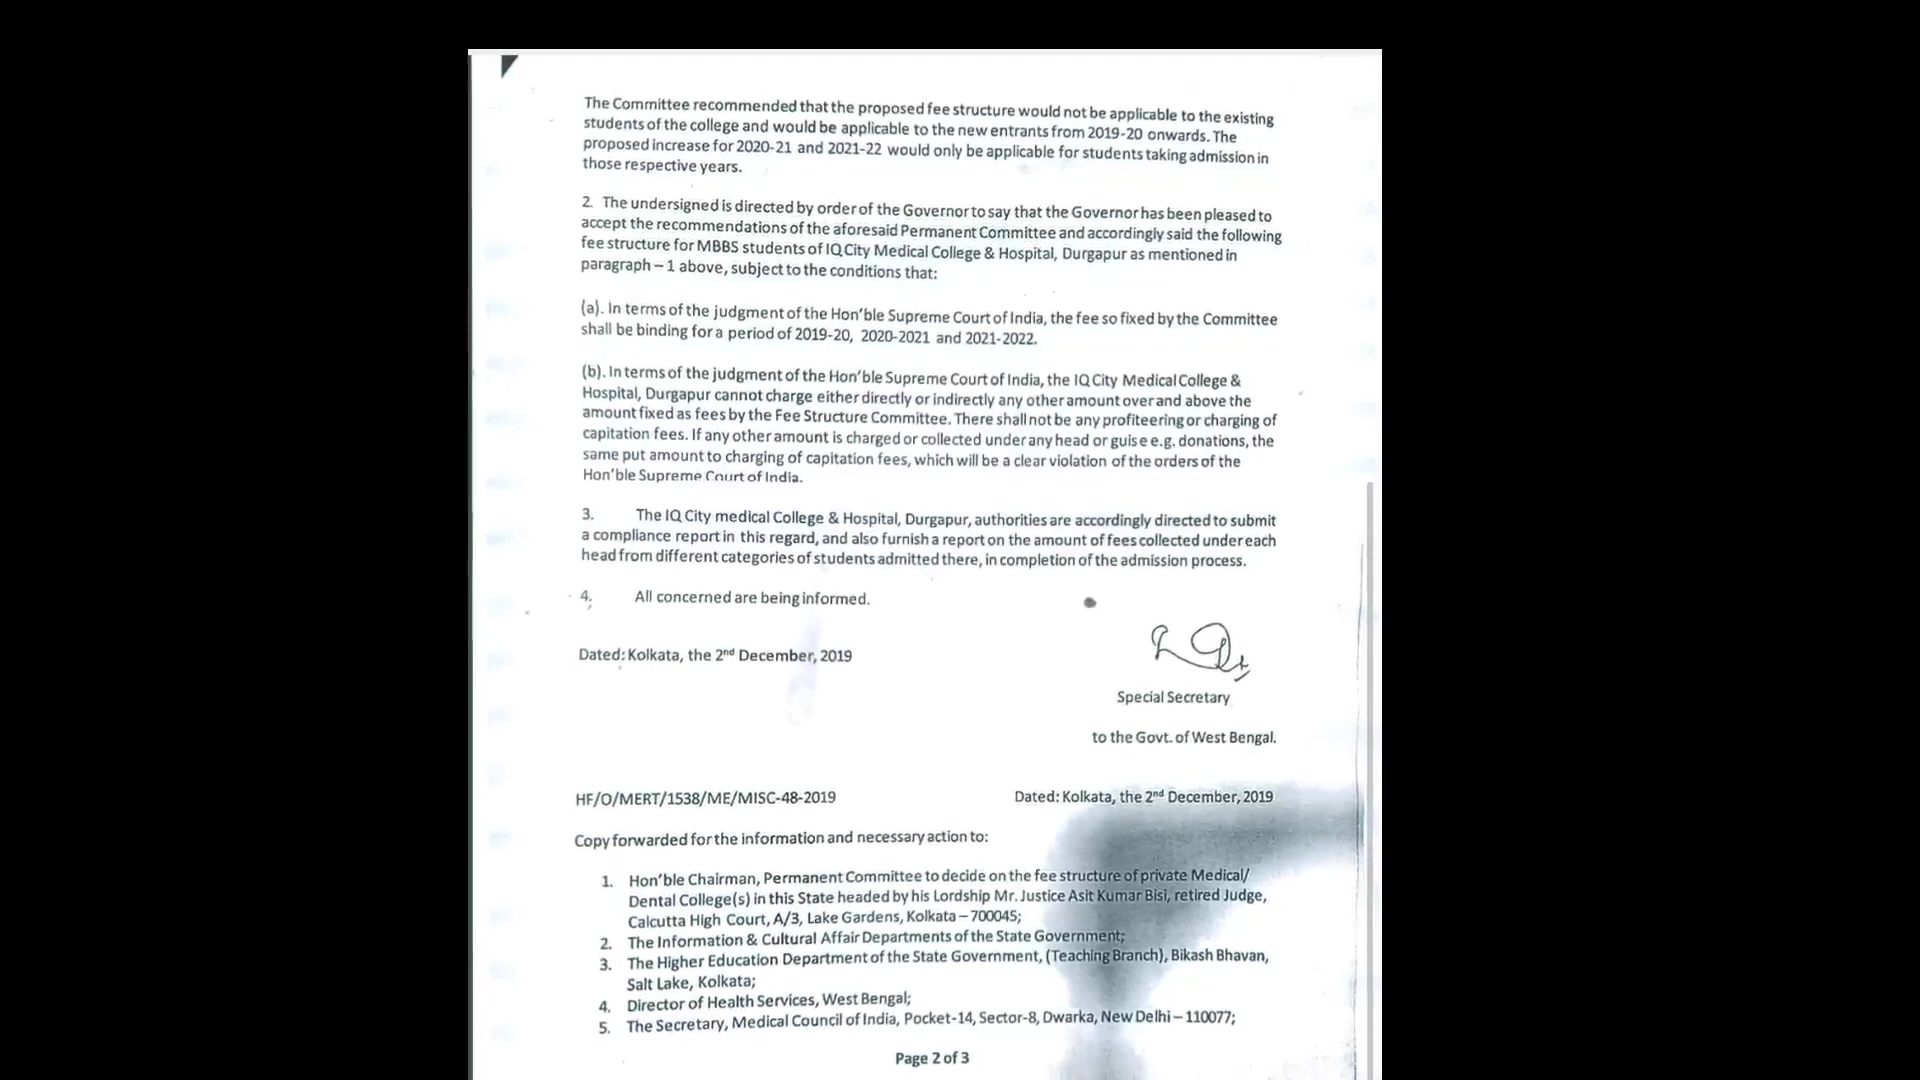 The Committee recommended that the proposed fee structure would not be applicable to the existing
students of the college and would be applicable to the new entrants from 2019-20 onwards. The
proposed increase for 2020-21 and 2021-22 would only be applicable for students taking admission in
those respective years.
2. The undersigned is directed by order of the Governor to say that the Governor has been pleased to
accept the recommendations of the aforesaid Permanent Committee and accordingly said the following
fee structure for MBBS students of IQ City Medical College & Hospital, Durgapur as mentioned in
paragraph – 1 above, subject to the conditions that:
(a). In terms of the judgment of the Hon'ble Supreme Court of India, the fee so fixed by the Committee
shall be binding for a period of 2019-20, 2020-2021 and 2021-2022.
(b). In terms of the judgment of the Hon'ble Supreme Court of India, the IQ City Medical College &
Hospital, Durgapur cannot charge either directly or indirectly any other amount over and above the
amount fixed as fees by the Fee Structure Committee. There shall not be any profiteering or charging of
capitation fees. If any other amount is charged or collected under any head or guise e.g. donations, the
same put amount to charging of capitation fees, which will be a clear violation of the orders of the
Hon'ble Supreme Court of India.
3. The IQ City medical College & Hospital, Durgapur, authorities are accordingly directed to submit
a compliance report in this regard, and also furnish a report on the amount of fees collected under each
head from different categories of students admitted there, in completion of the admission process.
4. All concerned are being informed.
Dated: Kolkata, the 2nd December, 2019
Special Secretary
to the Govt. of West Bengal.
HF/O/MERT/1538/ME/MISC-48-2019 Dated: Kolkata, the 2nd December, 2019
Copy forwarded for the information and necessary action to:
1. Hon'ble Chairman, Permanent Committee to decide on the fee structure of private Medical/
Dental College(s) in this State headed by his Lordship Mr. Justice Asit Kumar Bisi, retired Judge,
Calcutta High Court, A/3, Lake Gardens, Kolkata – 700045;
2. The Information & Cultural Affair Departments of the State Government;
3. The Higher Education Department of the State Government, (Teaching Branch), Bikash Bhavan,
Salt Lake, Kolkata;
4. Director of Health Services, West Bengal;
5. The Secretary, Medical Council of India, Pocket-14, Sector-8, Dwarka, New Delhi – 110077;
Page 2 of 3